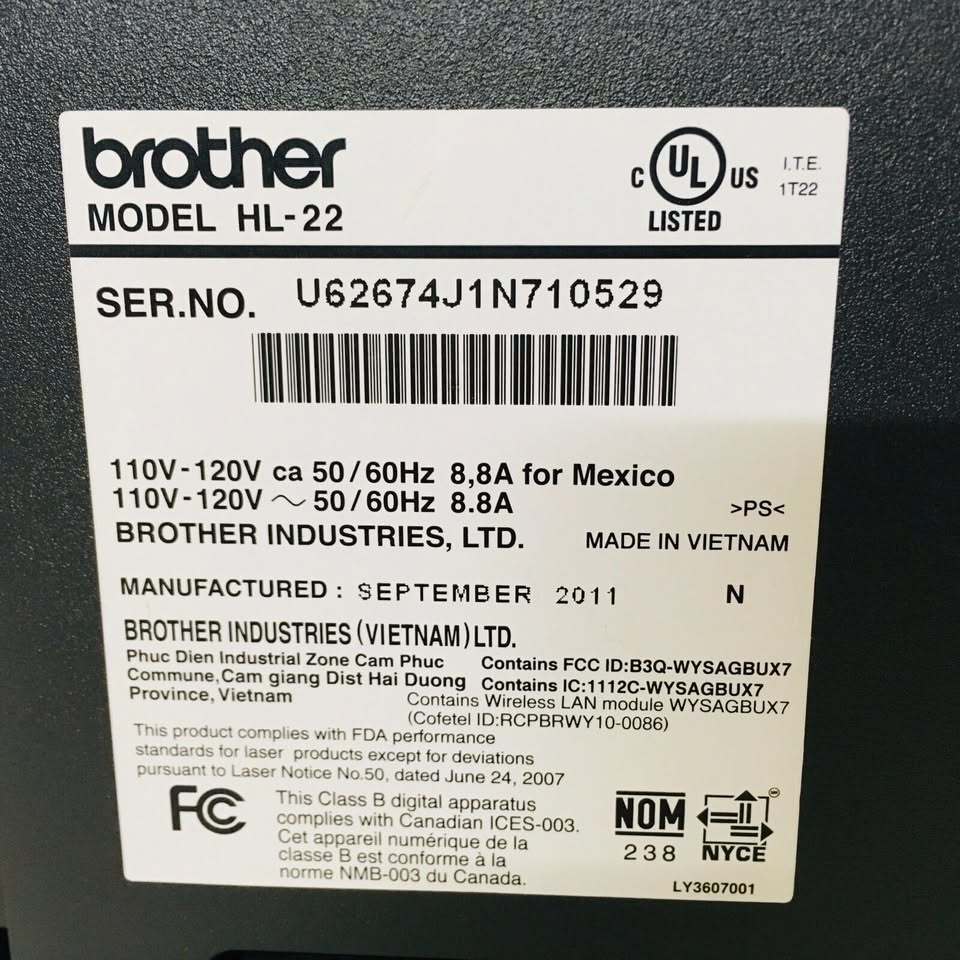 brother
MODEL HL-22
C UL US LISTED
I.T.E.
1T22
SER.NO. U62674J1N710529
110V-120V ca 50/60Hz 8,8A for Mexico
110V-120V ~ 50/60Hz 8.8A
>PS<
BROTHER INDUSTRIES, LTD. MADE IN VIETNAM
MANUFACTURED : SEPTEMBER 2011 N
BROTHER INDUSTRIES (VIETNAM) LTD.
Phuc Dien Industrial Zone Cam Phuc
Commune,Cam giang Dist Hai Duong
Province, Vietnam
Contains FCC ID:B3Q-WYSAGBUX7
Contains IC:1112C-WYSAGBUX7
Contains Wireless LAN module WYSAGBUX7
(Cofetel ID:RCPBRWY10-0086)
This product complies with FDA performance
standards for laser products except for deviations
pursuant to Laser Notice No.50, dated June 24, 2007
FC
This Class B digital apparatus
complies with Canadian ICES-003.
Cet appareil numérique de la
classe B est conforme à la
norme NMB-003 du Canada.
NOM
238
NYCE
LY3607001